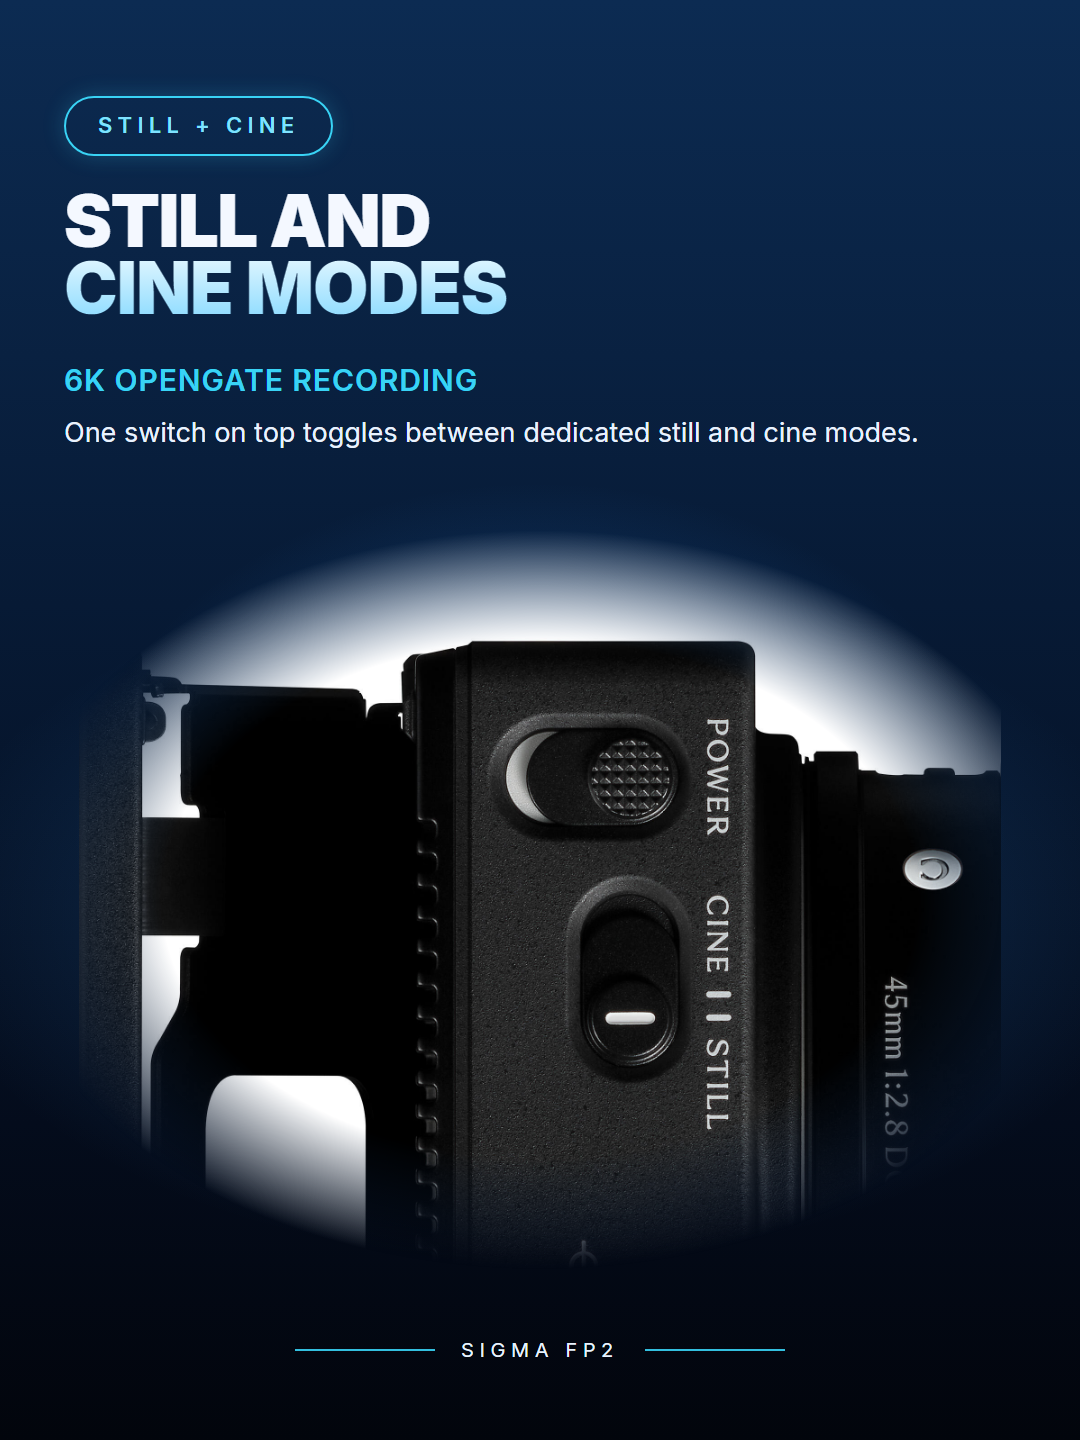 STILL + CINE
STILL AND
CINE MODES
6K OPENGATE RECORDING
One switch on top toggles between dedicated still and cine modes.
POWER
CINE STILL
C
45mm 1:2.8
SIGMA FP2